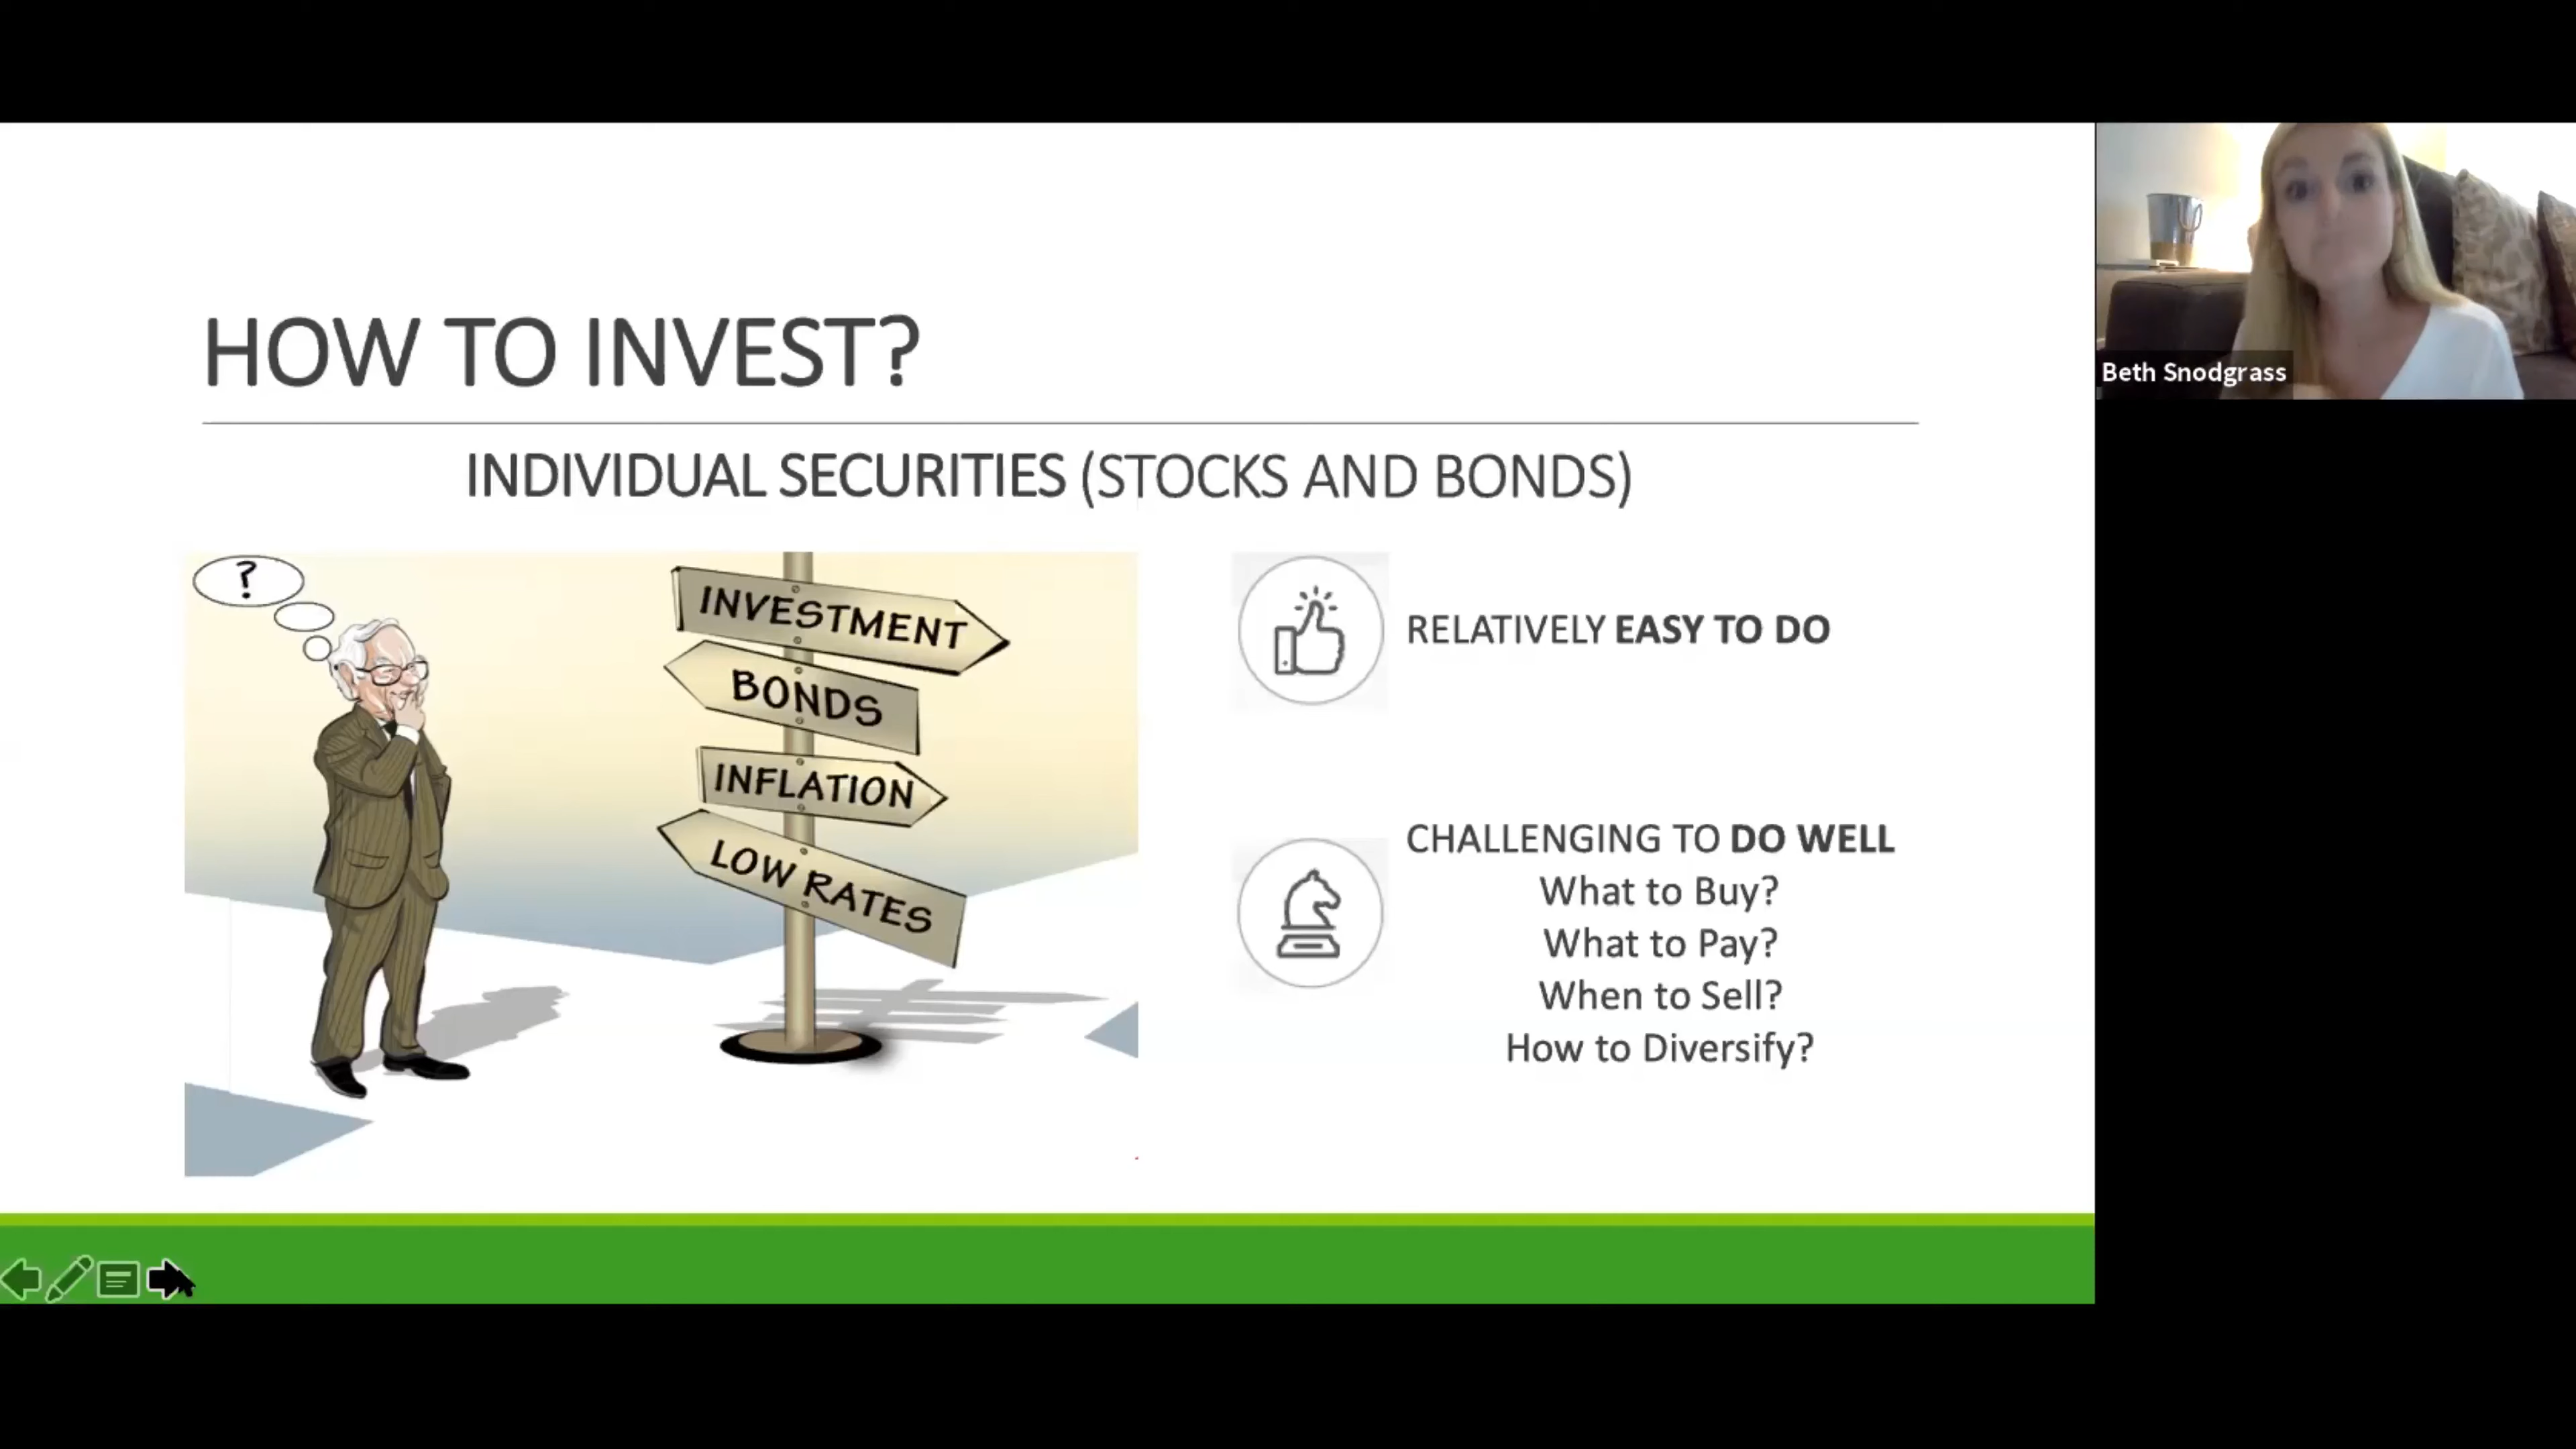 HOW TO INVEST?
INDIVIDUAL SECURITIES (STOCKS AND BONDS)
?
INVESTMENT
BONDS
INFLATION
LOW RATES
RELATIVELY EASY TO DO
CHALLENGING TO DO WELL
What to Buy?
What to Pay?
When to Sell?
How to Diversify?
Beth Snodgrass